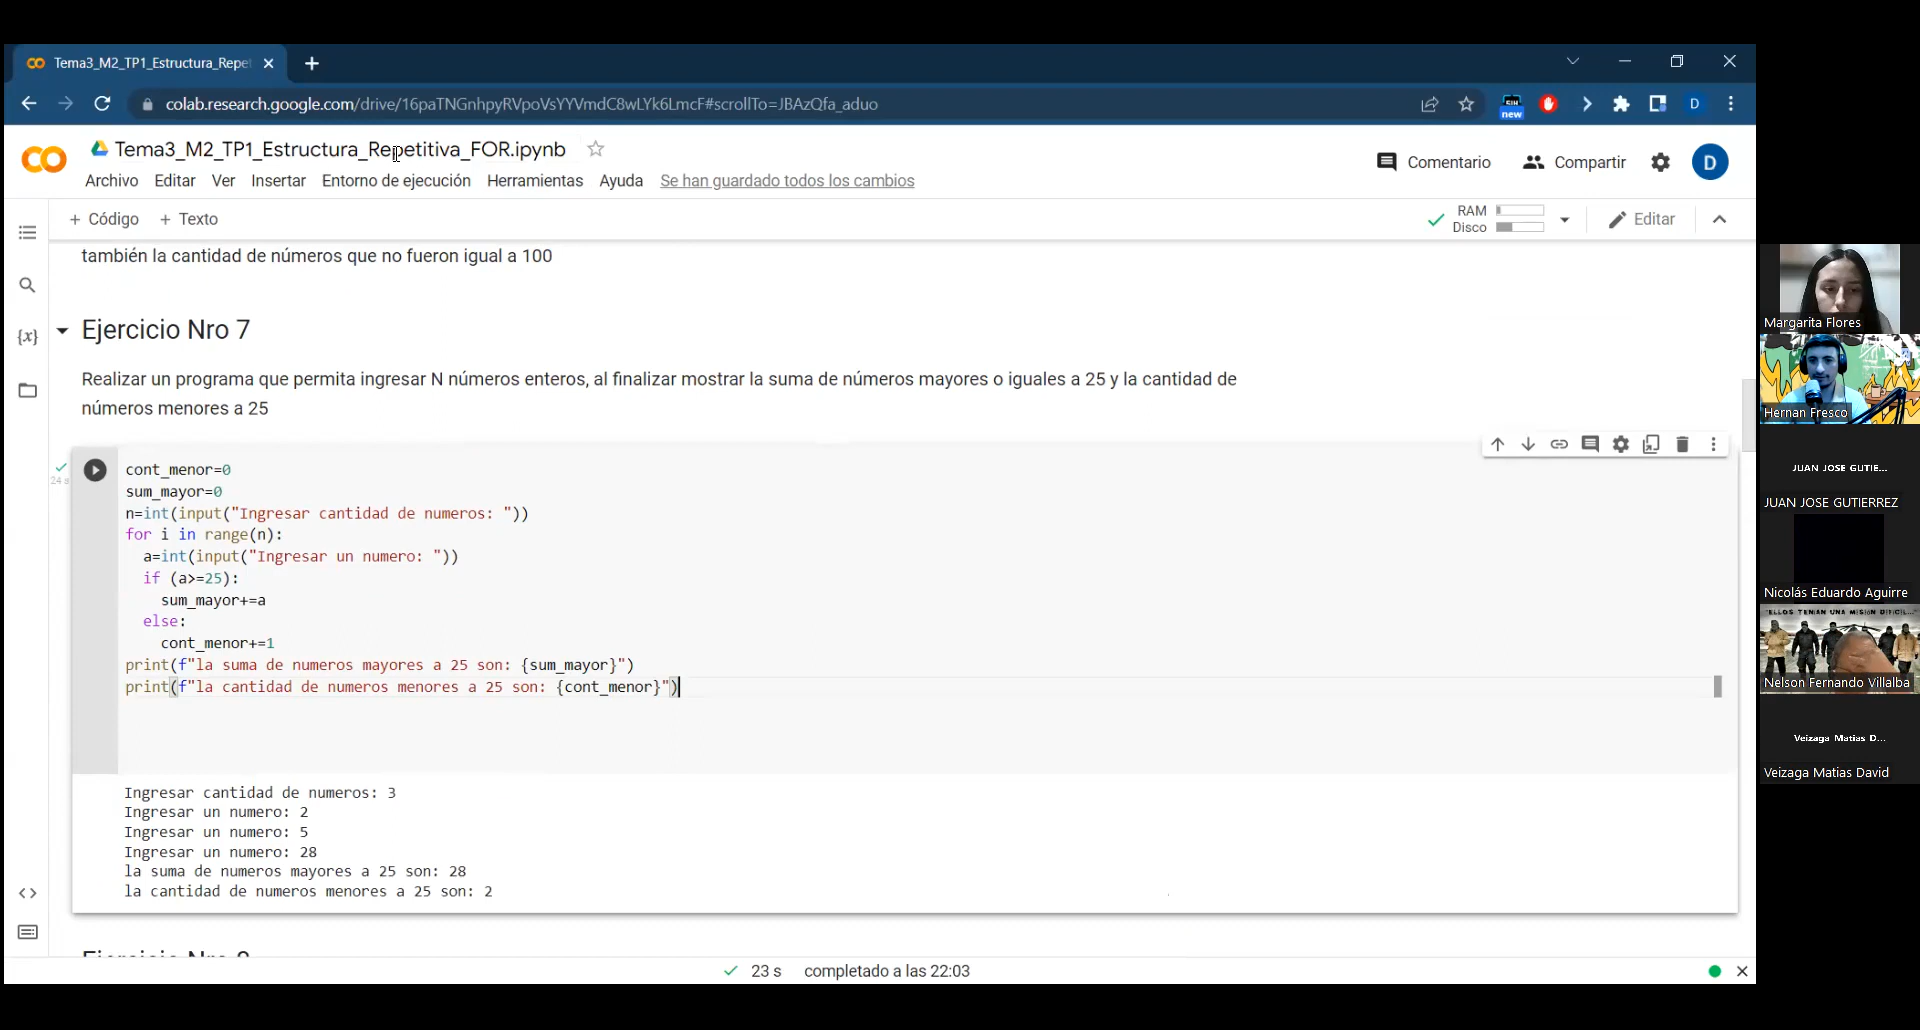 Tema3_M2_TP1_Estructura_Repe
colab.research.google.com/drive/16paTNGnhpyRVpoVsYYVmdC8wLYk6LmcF#scrollTo=JBAzQfa_aduo
new
D
Tema3_M2_TP1_Estructura_Repetitiva_FOR.ipynb
Comentario
Compartir
D
Archivo Editar Ver Insertar Entorno de ejecución Herramientas Ayuda Se han guardado todos los cambios
+ Código + Texto
RAM
Disco
Editar
también la cantidad de números que no fueron igual a 100
Ejercicio Nro 7
Realizar un programa que permita ingresar N números enteros, al finalizar mostrar la suma de números mayores o iguales a 25 y la cantidad de
números menores a 25
24 s
cont_menor=0
sum_mayor=0
n=int(input("Ingresar cantidad de numeros: "))
for i in range(n):
  a=int(input("Ingresar un numero: "))
  if (a>=25):
    sum_mayor+=a
  else:
    cont_menor+=1
print(f"la suma de numeros mayores a 25 son: {sum_mayor}")
print(f"la cantidad de numeros menores a 25 son: {cont_menor}")
Ingresar cantidad de numeros: 3
Ingresar un numero: 2
Ingresar un numero: 5
Ingresar un numero: 28
la suma de numeros mayores a 25 son: 28
la cantidad de numeros menores a 25 son: 2
23 s completado a las 22:03
Margarita Flores
Hernan Fresco
JUAN JOSE GUTIE...
JUAN JOSE GUTIERREZ
Nicolás Eduardo Aguirre
"ELLOS TENIAN UNA MISION DIFICIL..."
Nelson Fernando Villalba
Veizaga Matias D...
Veizaga Matias David